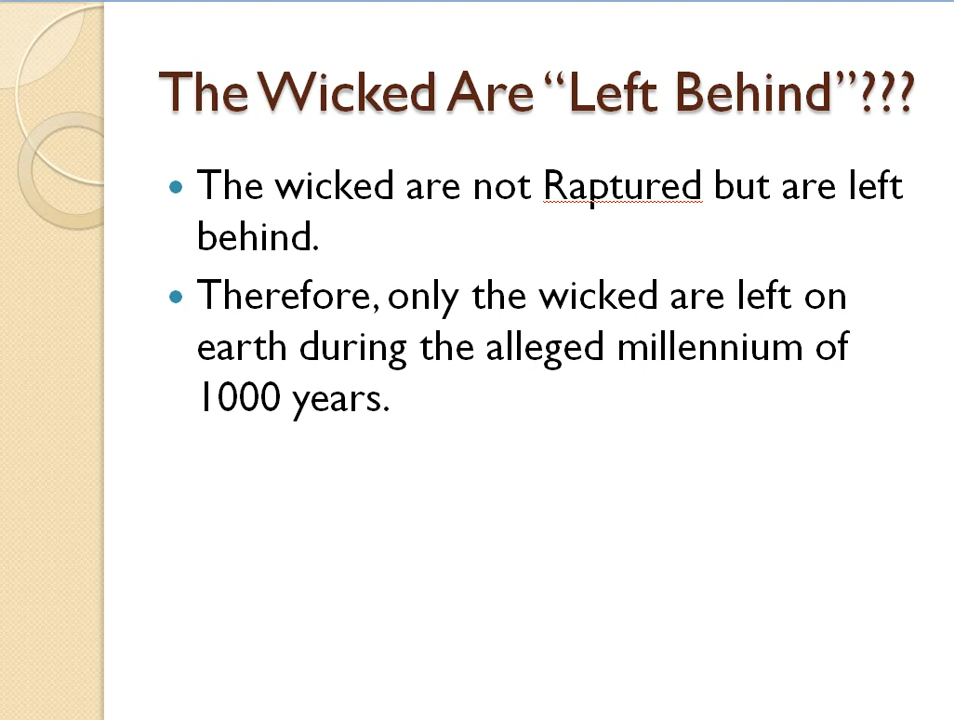 The Wicked Are “Left Behind”???
• The wicked are not Raptured but are left
behind.
• Therefore, only the wicked are left on
earth during the alleged millennium of
1000 years.